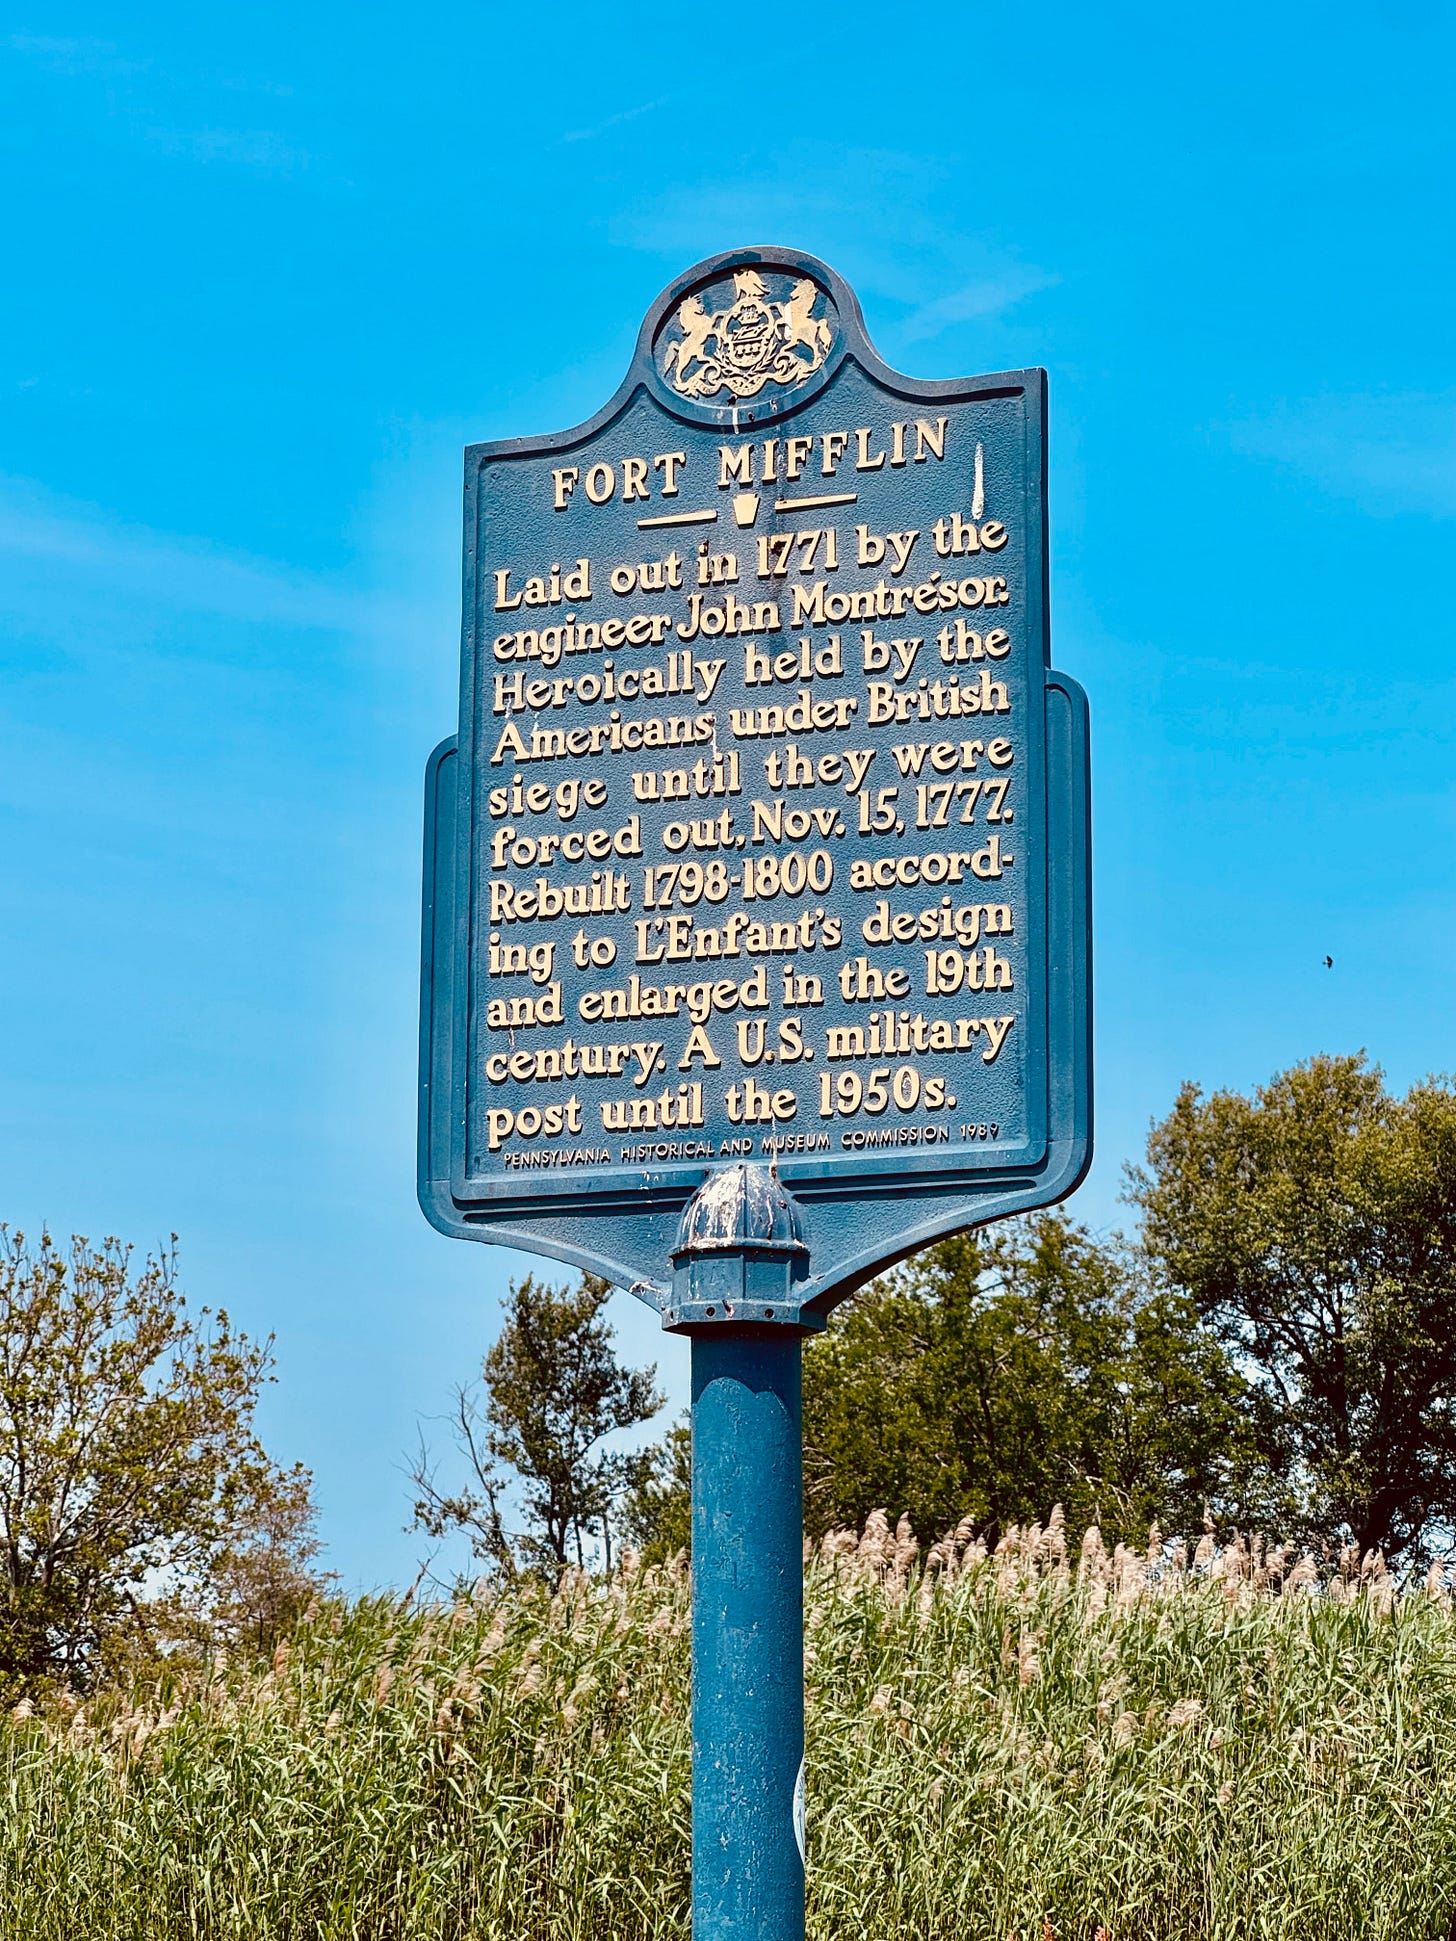 FORT MIFFLIN
Laid out in 1771 by the
engineer John Montrésor.
Heroically held by the
Americans under British
siege until they were
forced out, Nov. 15, 1777.
Rebuilt 1798-1800 accord-
ing to L'Enfant's design
and enlarged in the 19th
century. A U.S. military
post until the 1950s.
PENNSYLVANIA HISTORICAL AND MUSEUM COMMISSION 1989